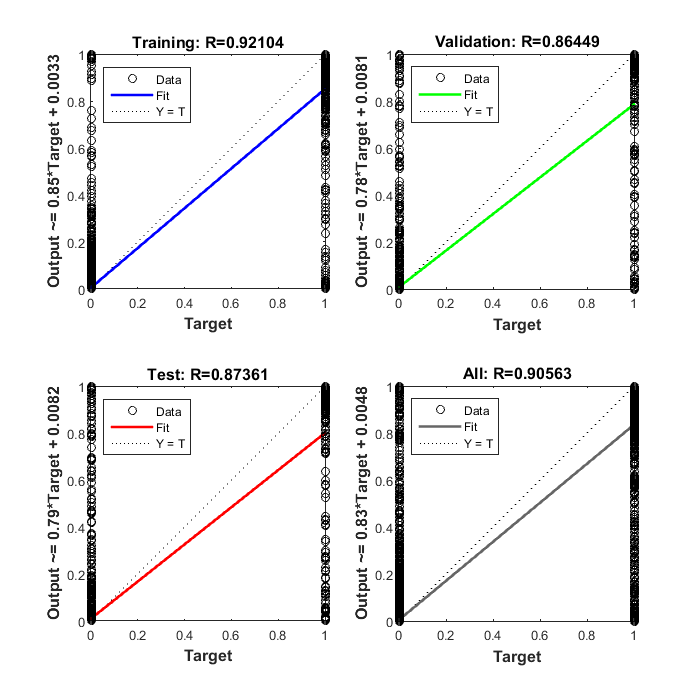 Training: R=0.92104
Output ~= 0.85*Target + 0.0033
1
0.8
0.6
0.4
0.2
0
Data
Fit
Y = T
0 0.2 0.4 0.6 0.8 1
Target
Validation: R=0.86449
Output ~= 0.78*Target + 0.0081
1
0.8
0.6
0.4
0.2
0
Data
Fit
Y = T
0 0.2 0.4 0.6 0.8 1
Target
Test: R=0.87361
Output ~= 0.79*Target + 0.0082
1
0.8
0.6
0.4
0.2
0
Data
Fit
Y = T
0 0.2 0.4 0.6 0.8 1
Target
All: R=0.90563
Output ~= 0.83*Target + 0.0048
1
0.8
0.6
0.4
0.2
0
Data
Fit
Y = T
0 0.2 0.4 0.6 0.8 1
Target